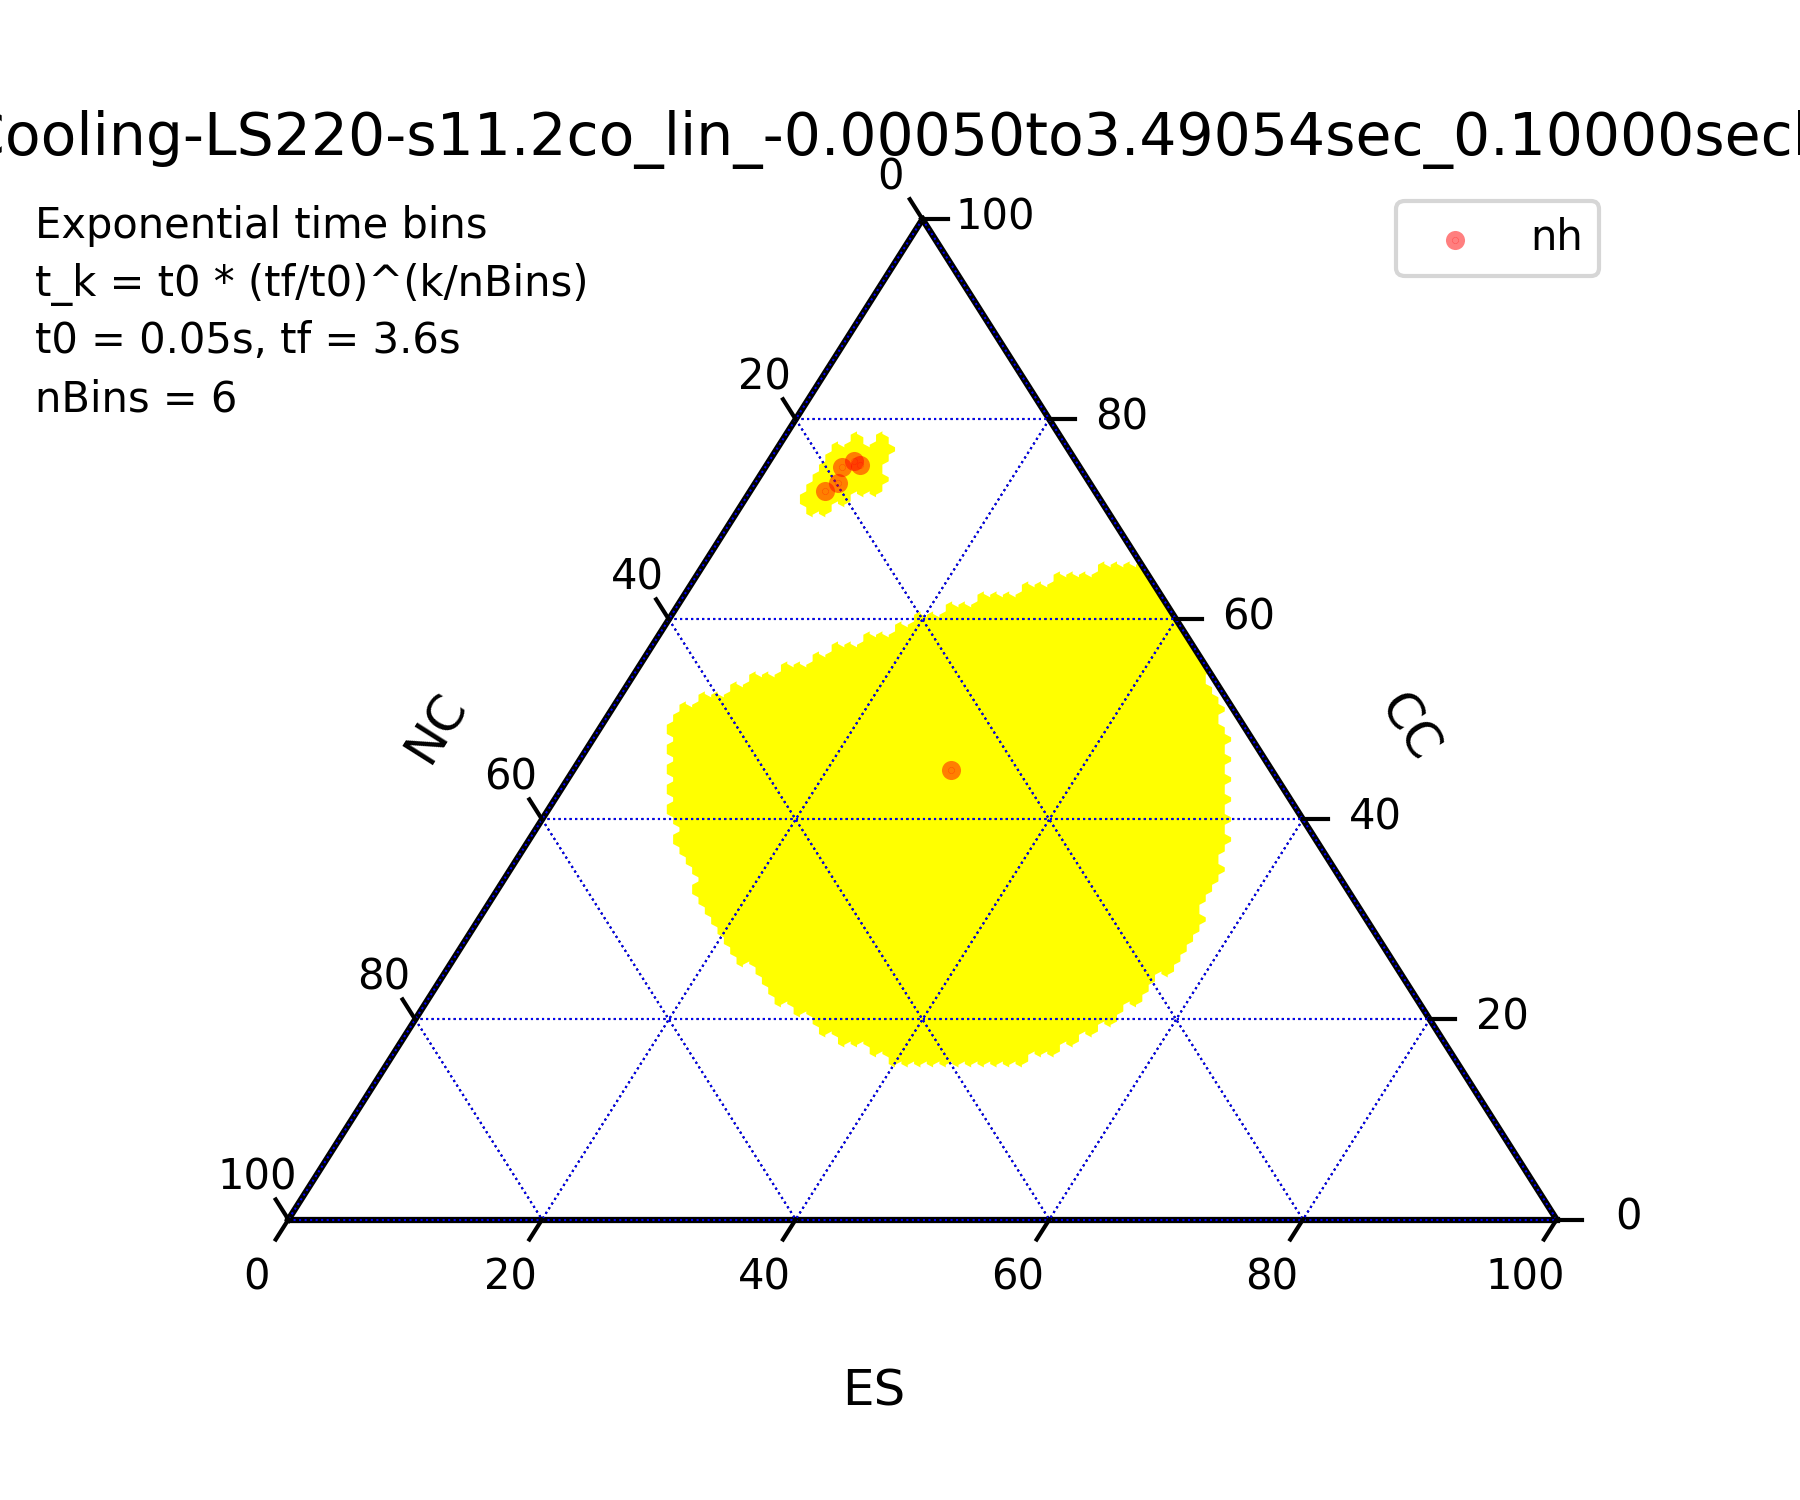 ooling-LS220-s11.2co_lin_-0.00050to3.49054sec_0.10000sec
Exponential time bins
t_k = t0 * (tf/t0)^(k/nBins)
t0 = 0.05s, tf = 3.6s
nBins = 6
nh
0
100
20
80
40
60
NC
CC
60
40
80
20
100
0
0
20
40
60
80
100
ES